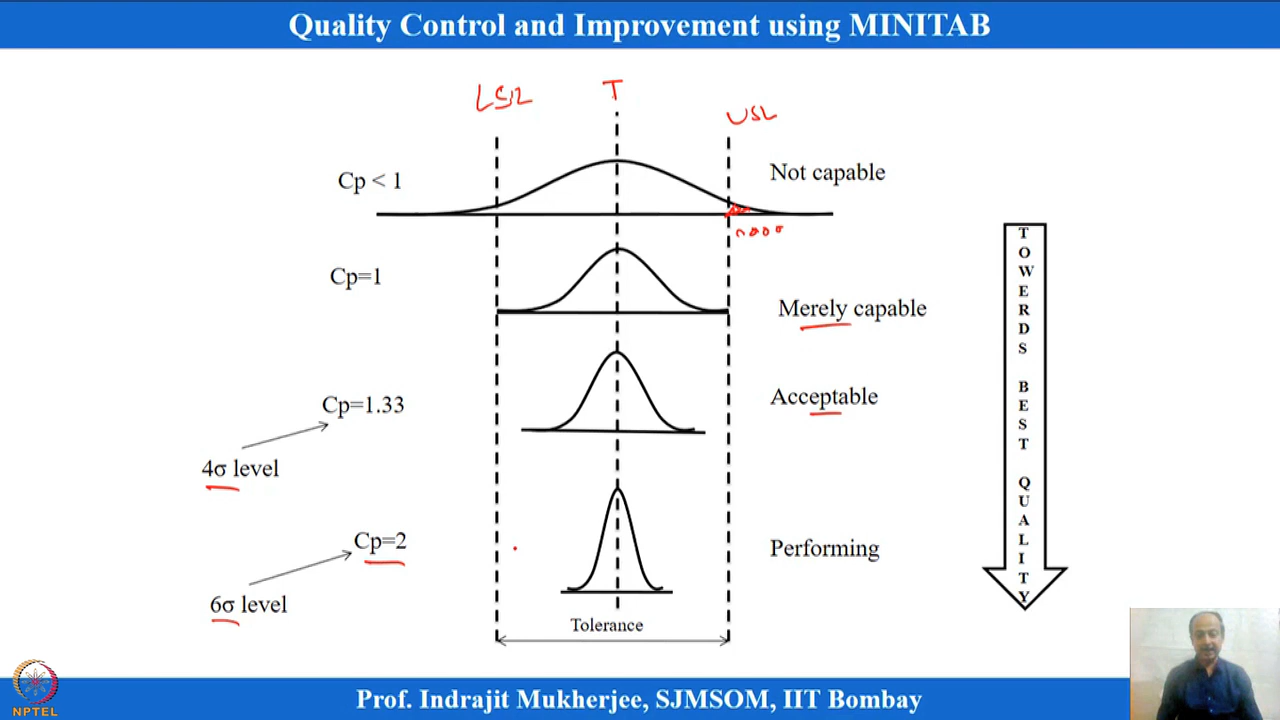 Quality Control and Improvement using MINITAB
LSL
T
USL
Cp < 1
Not capable
Cp=1
Merely capable
Cp=1.33
Acceptable
4σ level
Cp=2
Performing
6σ level
Tolerance
TOWERDS BEST QUALITY
NPTEL
Prof. Indrajit Mukherjee, SJMSOM, IIT Bombay